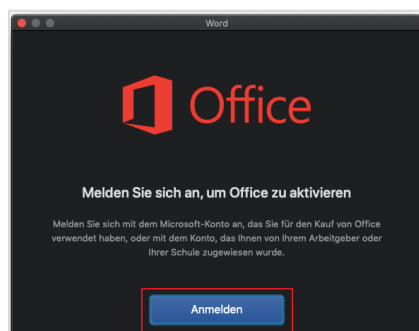 Word
Office
Melden Sie sich an, um Office zu aktivieren
Melden Sie sich mit dem Microsoft-Konto an, das Sie für den Kauf von Office
verwendet haben, oder mit dem Konto, das Ihnen von Ihrem Arbeitgeber oder
Ihrer Schule zugewiesen wurde.
Anmelden